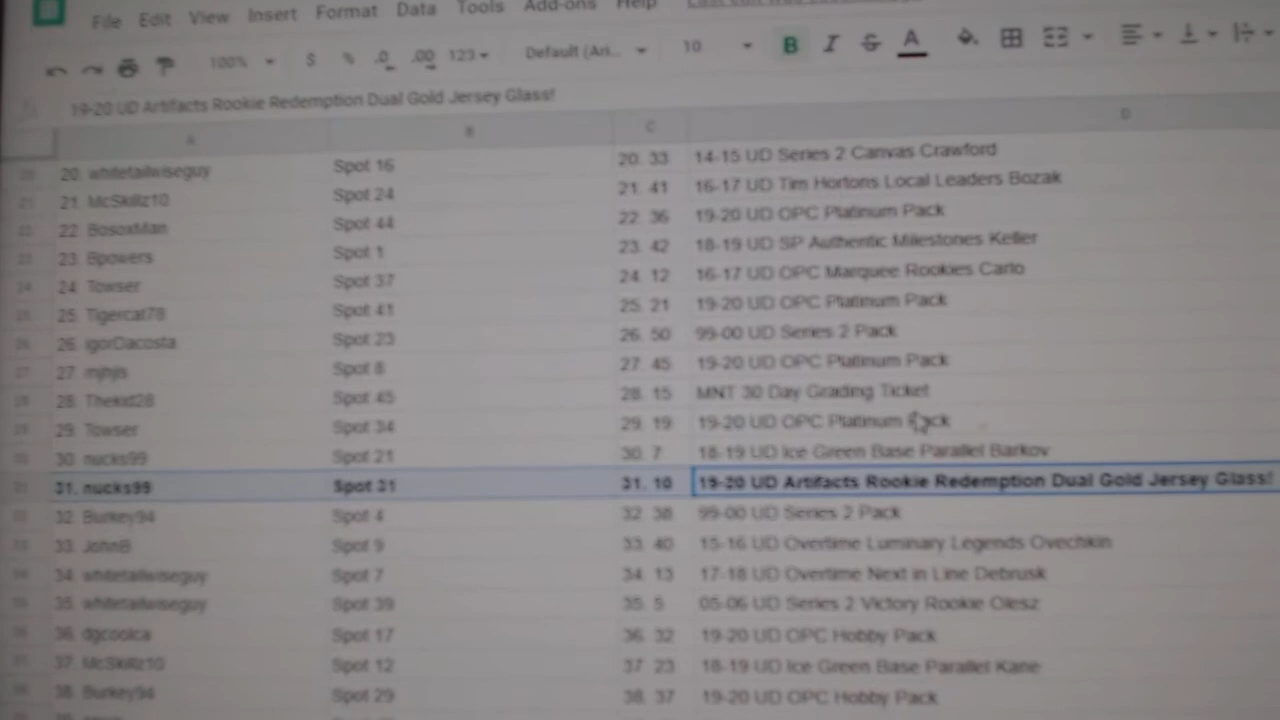 File Edit View Insert Format Data Tools Add-ons Help
100% $ % .0 .00 123 Default (Ari... 10 B I S A
19-20 UD Artifacts Rookie Redemption Dual Gold Jersey Glass!
A B C D
20. whitetailwiseguy Spot 16 20. 33 14-15 UD Series 2 Canvas Crawford
21. McSkillz10 Spot 24 21. 41 16-17 UD Tim Hortons Local Leaders Bozak
22. BosoxMan Spot 44 22. 36 19-20 UD OPC Platinum Pack
23. Bpowers Spot 1 23. 42 18-19 UD SP Authentic Milestones Keller
24. Towser Spot 37 24. 12 16-17 UD OPC Marquee Rookies Carlo
25. Tigercat78 Spot 41 25. 21 19-20 UD OPC Platinum Pack
26. igorDacosta Spot 23 26. 50 99-00 UD Series 2 Pack
27. Spot 8 27. 45 19-20 UD OPC Platinum Pack
28. Thekid28 Spot 45 28. 15 MNT 30 Day Grading Ticket
29. Towser Spot 34 29. 19 19-20 UD OPC Platinum Pack
30. nucks99 Spot 21 30. 7 18-19 UD Ice Green Base Parallel Barkov
31. nucks99 Spot 31 31. 10 19-20 UD Artifacts Rookie Redemption Dual Gold Jersey Glass!
32. Burkey94 Spot 4 32. 38 99-00 UD Series 2 Pack
33. JohnB Spot 9 33. 40 15-16 UD Overtime Luminary Legends Ovechkin
34. whitetailwiseguy Spot 7 34. 13 17-18 UD Overtime Next in Line Debrusk
35. whitetailwiseguy Spot 39 35. 5 05-06 UD Series 2 Victory Rookie Olesz
36. dgcoolca Spot 17 36. 32 19-20 UD OPC Hobby Pack
37. McSkillz10 Spot 12 37. 23 18-19 UD Ice Green Base Parallel Kane
38. Burkey94 Spot 29 38. 37 19-20 UD OPC Hobby Pack